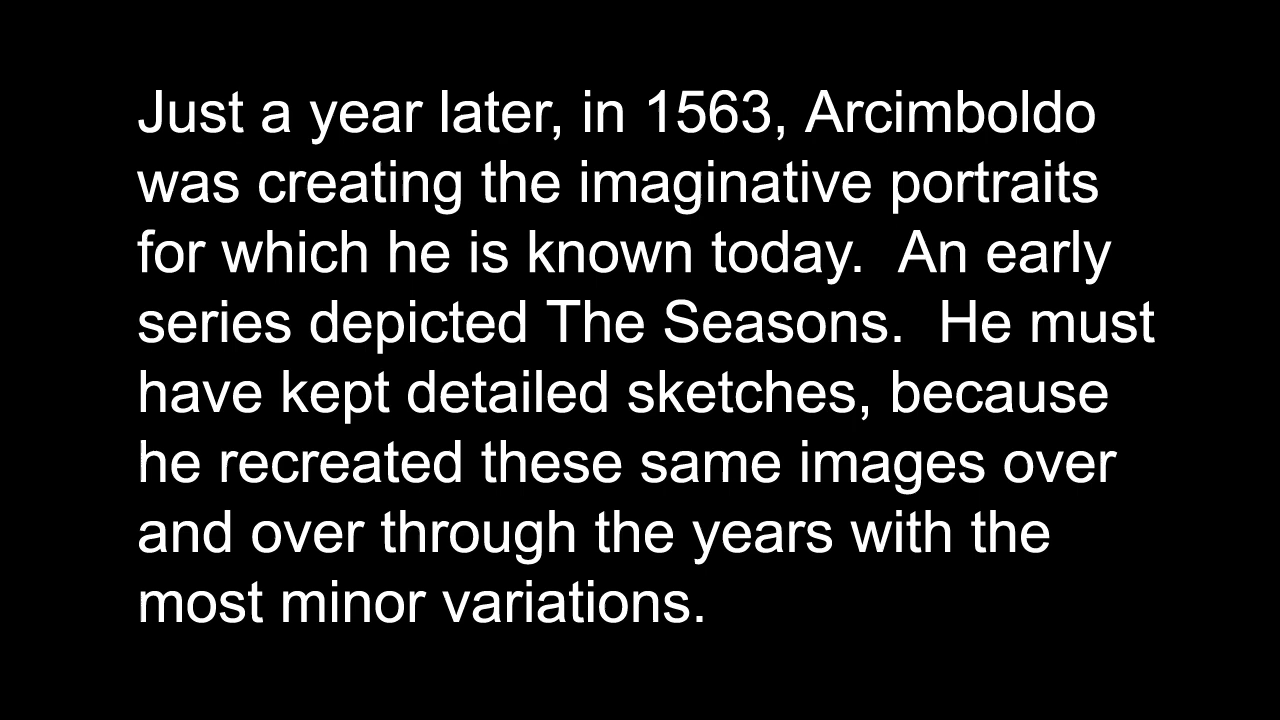 Just a year later, in 1563, Arcimboldo
was creating the imaginative portraits
for which he is known today.  An early
series depicted The Seasons.  He must
have kept detailed sketches, because
he recreated these same images over
and over through the years with the
most minor variations.